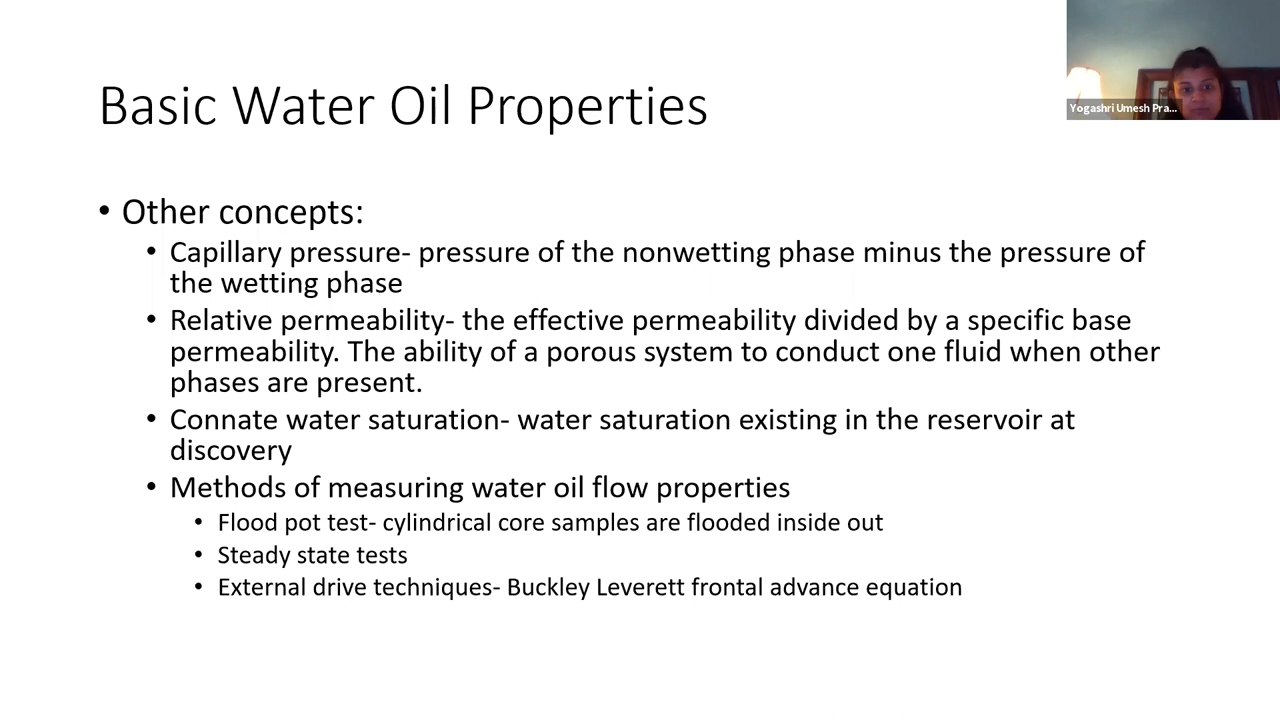 Basic Water Oil Properties
Yogashri Umesh Pra...
• Other concepts:
• Capillary pressure- pressure of the nonwetting phase minus the pressure of
the wetting phase
• Relative permeability- the effective permeability divided by a specific base
permeability. The ability of a porous system to conduct one fluid when other
phases are present.
• Connate water saturation- water saturation existing in the reservoir at
discovery
• Methods of measuring water oil flow properties
• Flood pot test- cylindrical core samples are flooded inside out
• Steady state tests
• External drive techniques- Buckley Leverett frontal advance equation